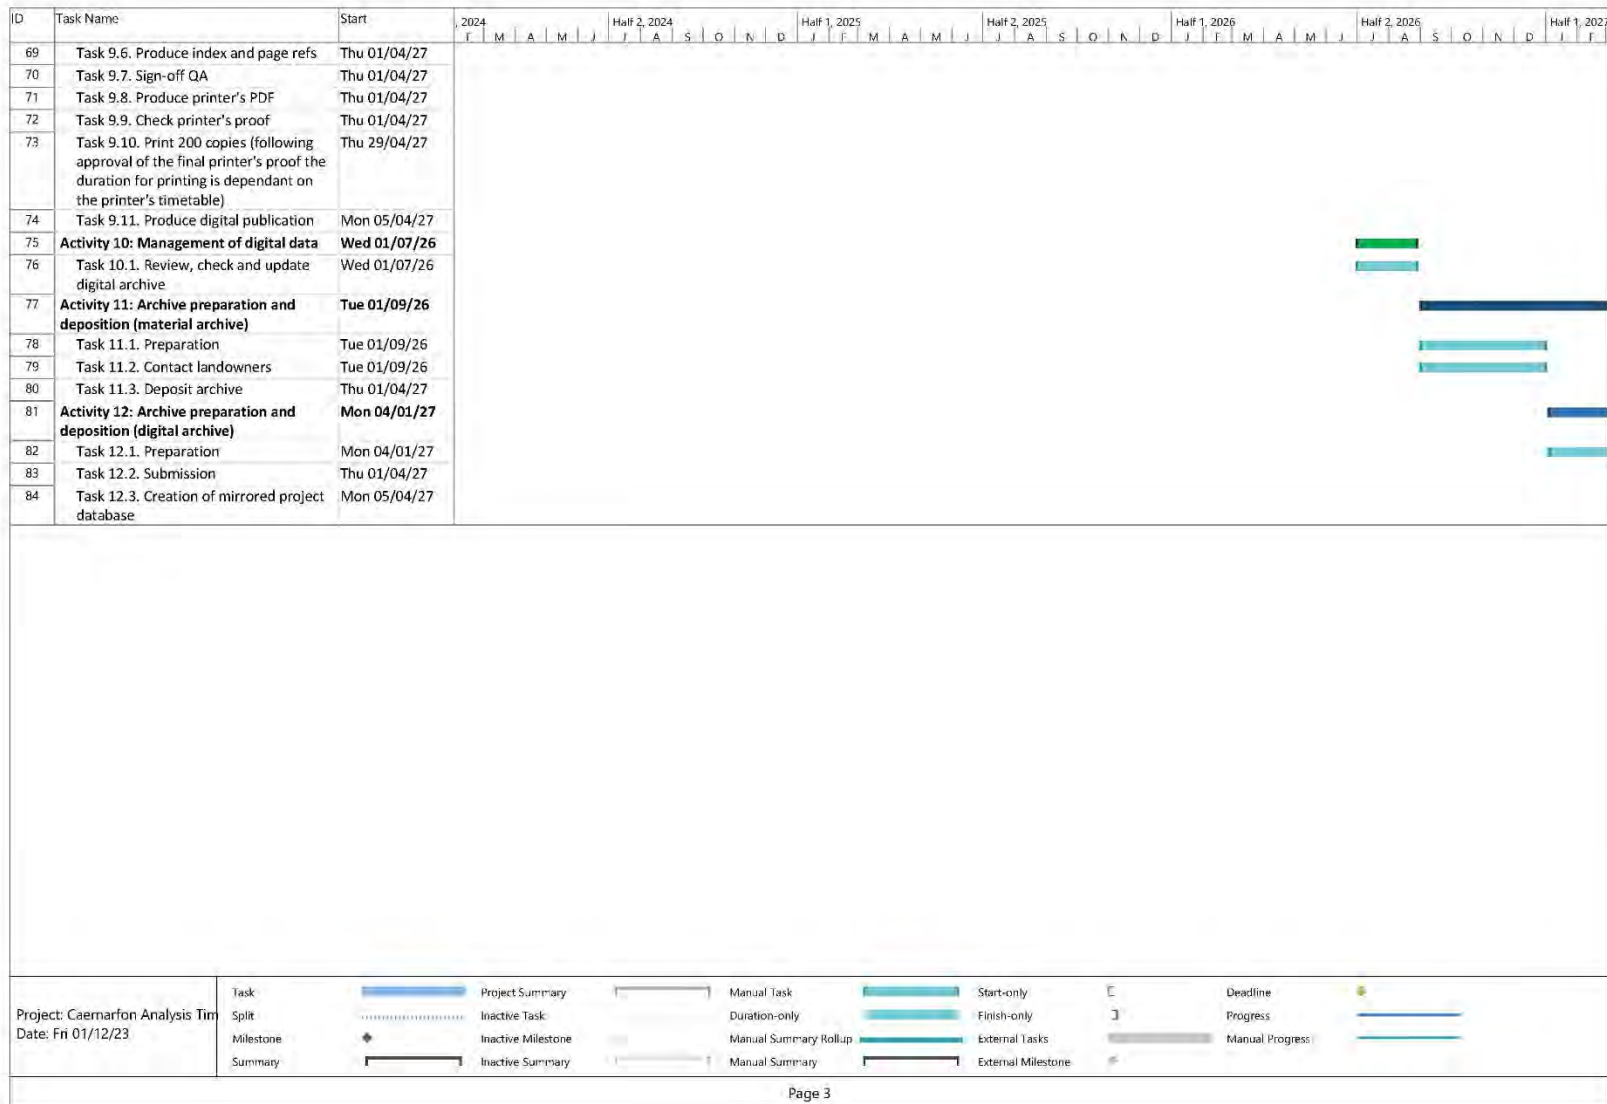 ID Task Name Start , 2024 Half 2, 2024 Half 1, 2025 Half 2, 2025 Half 1, 2026 Half 2, 2026 Half 1, 2027
F M A M J J A S O N D J F M A M J J A S O N D J F M A M J J A S O N D J F
69 Task 9.6. Produce index and page refs Thu 01/04/27
70 Task 9.7. Sign-off QA Thu 01/04/27
71 Task 9.8. Produce printer's PDF Thu 01/04/27
72 Task 9.9. Check printer's proof Thu 01/04/27
73 Task 9.10. Print 200 copies (following Thu 29/04/27
approval of the final printer's proof the
duration for printing is dependant on
the printer's timetable)
74 Task 9.11. Produce digital publication Mon 05/04/27
75 Activity 10: Management of digital data Wed 01/07/26
76 Task 10.1. Review, check and update Wed 01/07/26
digital archive
77 Activity 11: Archive preparation and Tue 01/09/26
deposition (material archive)
78 Task 11.1. Preparation Tue 01/09/26
79 Task 11.2. Contact landowners Tue 01/09/26
80 Task 11.3. Deposit archive Thu 01/04/27
81 Activity 12: Archive preparation and Mon 04/01/27
deposition (digital archive)
82 Task 12.1. Preparation Mon 04/01/27
83 Task 12.2. Submission Thu 01/04/27
84 Task 12.3. Creation of mirrored project Mon 05/04/27
database
Project: Caernarfon Analysis Tim
Date: Fri 01/12/23
Task Project Summary Manual Task Start-only Deadline
Split Inactive Task Duration-only Finish-only Progress
Milestone Inactive Milestone Manual Summary Rollup External Tasks Manual Progress
Summary Inactive Summary Manual Summary External Milestone
Page 3